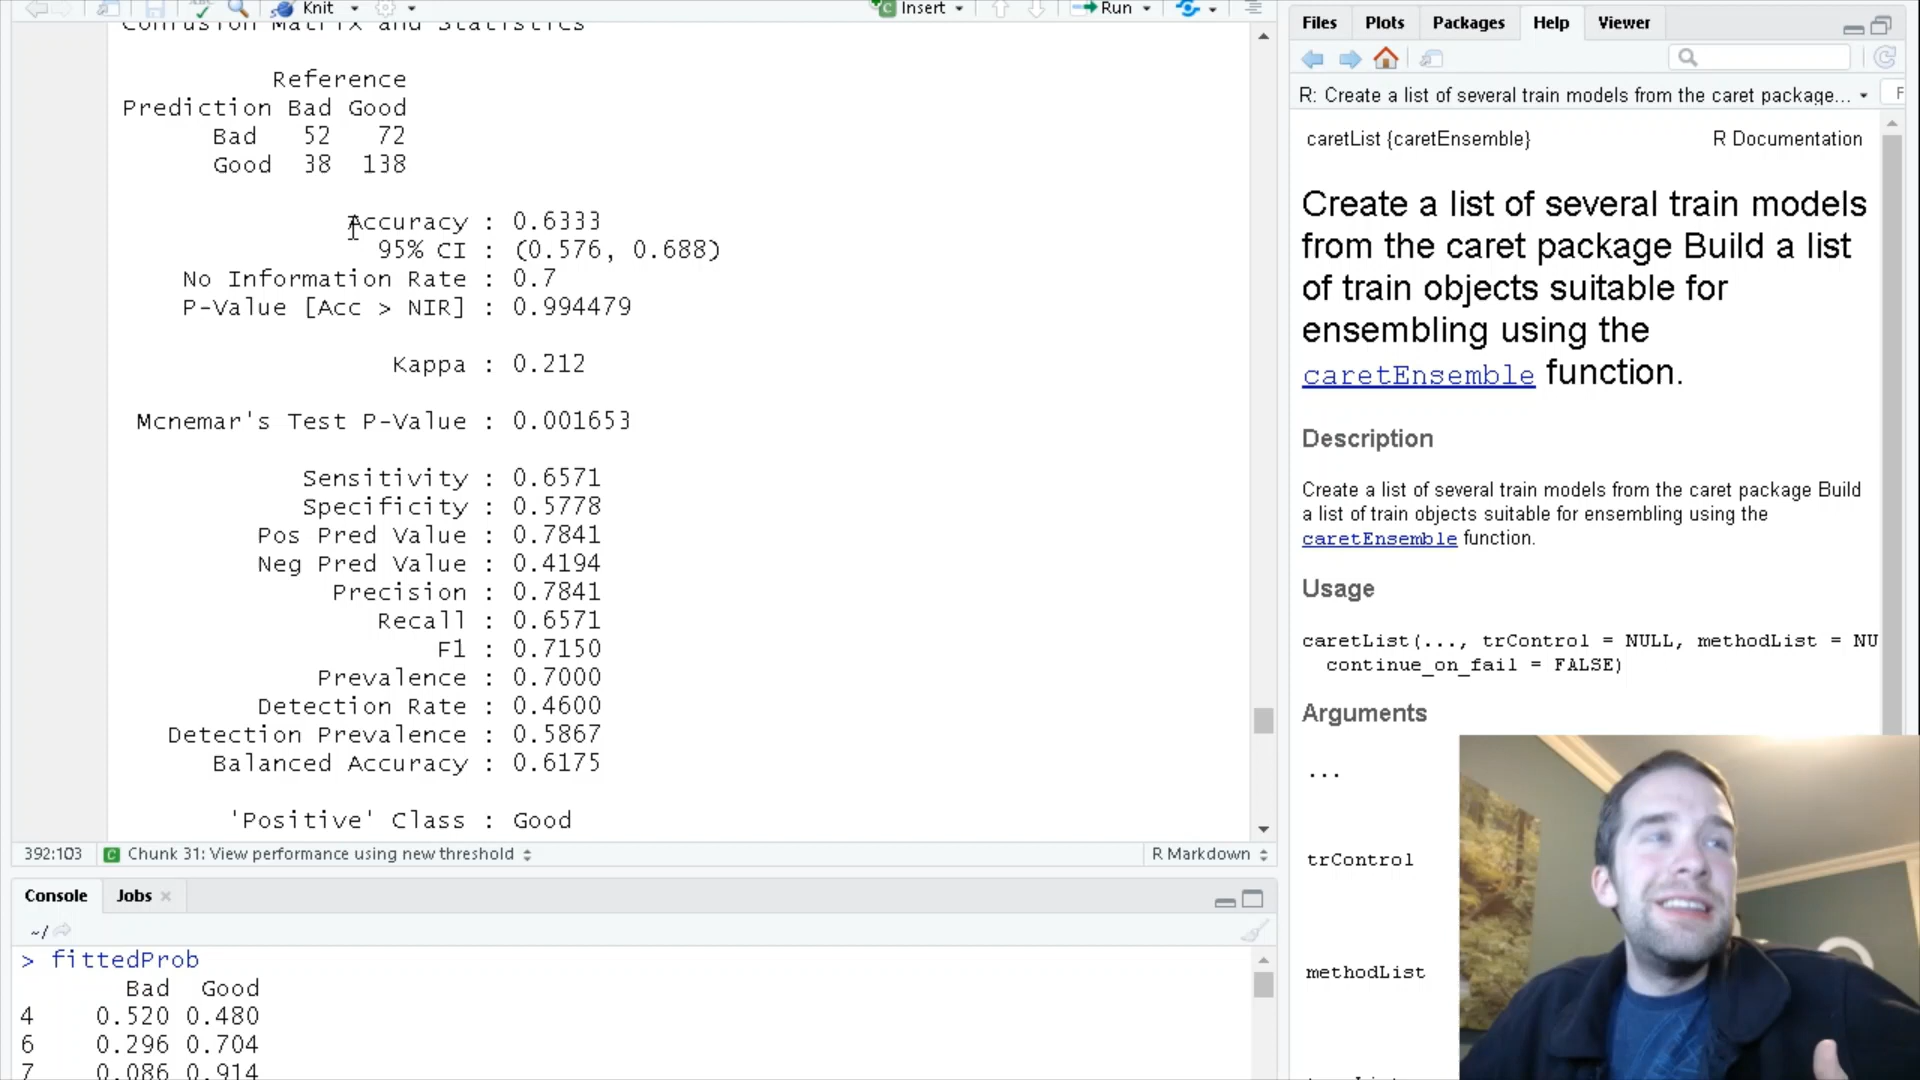 Knit
Insert
Run
Confusion Matrix and Statistics
Reference
Prediction Bad Good
Bad 52 72
Good 38 138
Accuracy : 0.6333
95% CI : (0.576, 0.688)
No Information Rate : 0.7
P-Value [Acc > NIR] : 0.994479
Kappa : 0.212
Mcnemar's Test P-Value : 0.001653
Sensitivity : 0.6571
Specificity : 0.5778
Pos Pred Value : 0.7841
Neg Pred Value : 0.4194
Precision : 0.7841
Recall : 0.6571
F1 : 0.7150
Prevalence : 0.7000
Detection Rate : 0.4600
Detection Prevalence : 0.5867
Balanced Accuracy : 0.6175
'Positive' Class : Good
392:103 Chunk 31: View performance using new threshold
R Markdown
Console Jobs
~/
> fittedProb
Bad Good
4 0.520 0.480
6 0.296 0.704
7 0.086 0.914
Files Plots Packages Help Viewer
R: Create a list of several train models from the caret package... F
caretList {caretEnsemble} R Documentation
Create a list of several train models
from the caret package Build a list
of train objects suitable for
ensembling using the
caretEnsemble function.
Description
Create a list of several train models from the caret package Build
a list of train objects suitable for ensembling using the
caretEnsemble function.
Usage
caretList(..., trControl = NULL, methodList = NU
continue_on_fail = FALSE)
Arguments
...
trControl
methodList